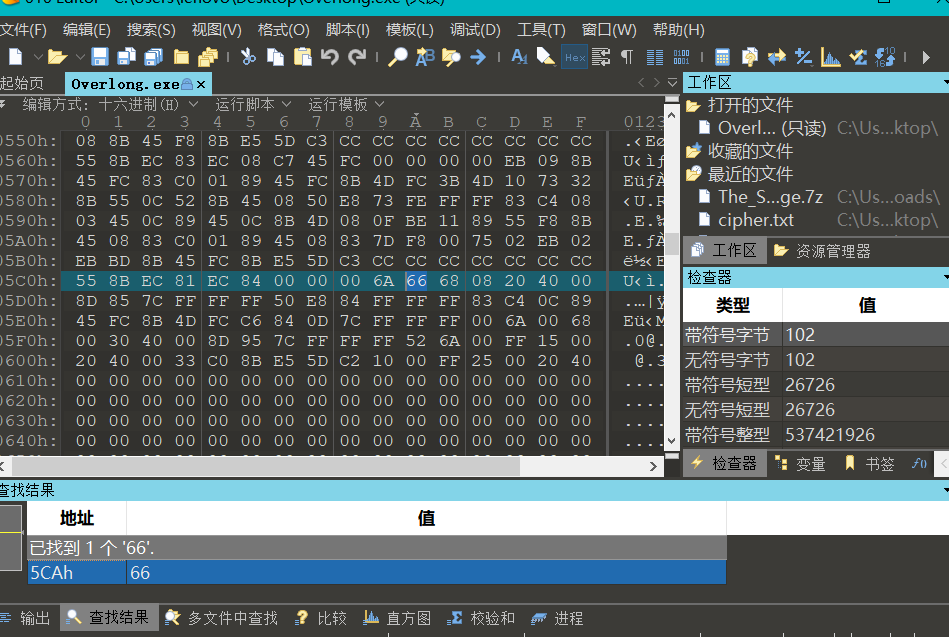 010 Editor - C:\Users\lenovo\Desktop\Overlong.exe (只读)
文件(F) 编辑(E) 搜索(S) 视图(V) 格式(O) 脚本(I) 模板(L) 调试(D) 工具(T) 窗口(W) 帮助(H)
Hex
起始页 Overlong.exe ×
编辑方式: 十六进制(H) 运行脚本 运行模板
0 1 2 3 4 5 6 7 8 9 A B C D E F 0123
0550h: 08 8B 45 F8 8B E5 5D C3 CC CC CC CC CC CC CC CC .‹Eø
0560h: 55 8B EC 83 EC 08 C7 45 FC 00 00 00 00 EB 09 8B U‹ìƒ
0570h: 45 FC 83 C0 01 89 45 FC 8B 4D FC 3B 4D 10 73 32 EüƒÀ
0580h: 8B 55 0C 52 8B 45 08 50 E8 73 FE FF FF 83 C4 08 ‹U.R
0590h: 03 45 0C 89 45 0C 8B 4D 08 0F BE 11 89 55 F8 8B .E.‰
05A0h: 45 08 83 C0 01 89 45 08 83 7D F8 00 75 02 EB 02 E.ƒÀ
05B0h: EB BD 8B 45 FC 8B E5 5D C3 CC CC CC CC CC CC CC ë½‹E
05C0h: 55 8B EC 81 EC 84 00 00 00 6A 66 68 08 20 40 00 U‹ì.
05D0h: 8D 85 7C FF FF FF 50 E8 84 FF FF FF 83 C4 0C 89 .…|ÿ
05E0h: 45 FC 8B 4D FC C6 84 0D 7C FF FF FF 00 6A 00 68 Eü‹M
05F0h: 00 30 40 00 8D 95 7C FF FF FF 52 6A 00 FF 15 00 .0@.
0600h: 20 40 00 33 C0 8B E5 5D C2 10 00 FF 25 00 20 40 @.3
0610h: 00 00 00 00 00 00 00 00 00 00 00 00 00 00 00 00 ....
0620h: 00 00 00 00 00 00 00 00 00 00 00 00 00 00 00 00 ....
0630h: 00 00 00 00 00 00 00 00 00 00 00 00 00 00 00 00 ....
0640h: 00 00 00 00 00 00 00 00 00 00 00 00 00 00 00 00 ....
工作区
打开的文件
Overl... (只读) C:\Us...ktop\
收藏的文件
最近的文件
The_S...ge.7z C:\Us...oads\
cipher.txt C:\Us...ktop\
工作区 资源管理器
检查器
类型 值
带符号字节 102
无符号字节 102
带符号短型 26726
无符号短型 26726
带符号整型 537421926
检查器 变量 书签 f()
查找结果
地址 值
已找到 1 个 '66'.
5CAh 66
输出 查找结果 多文件中查找 比较 直方图 校验和 进程